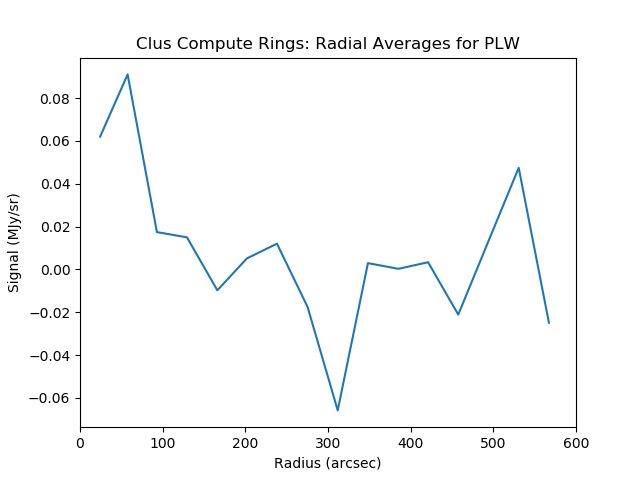 Clus Compute Rings: Radial Averages for PLW
Signal (MJy/sr)
0.08
0.06
0.04
0.02
0.00
−0.02
−0.04
−0.06
0 100 200 300 400 500 600
Radius (arcsec)